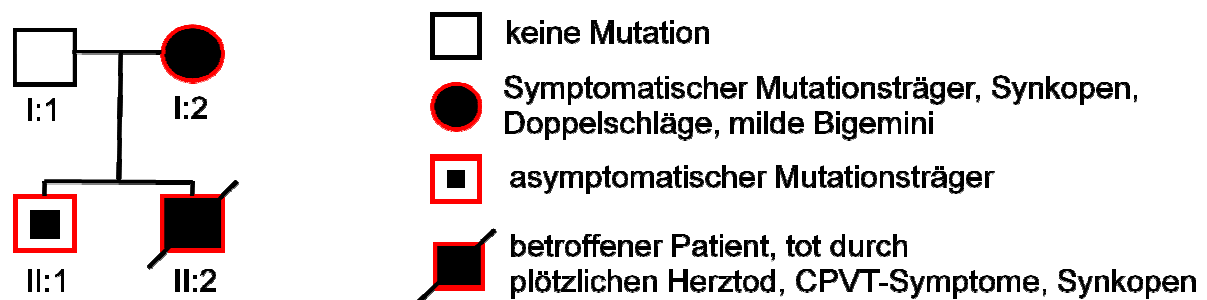 I:1
I:2
II:1
II:2
keine Mutation
Symptomatischer Mutationsträger, Synkopen,
Doppelschläge, milde Bigemini
asymptomatischer Mutationsträger
betroffener Patient, tot durch
plötzlichen Herztod, CPVT-Symptome, Synkopen